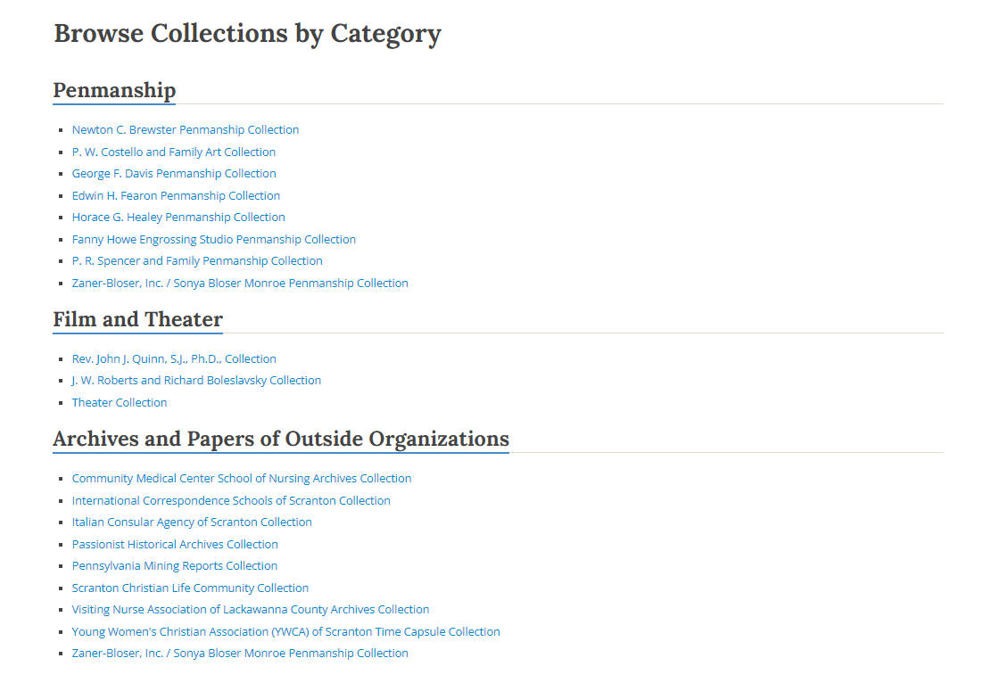 Browse Collections by Category
Penmanship
Newton C. Brewster Penmanship Collection
P. W. Costello and Family Art Collection
George F. Davis Penmanship Collection
Edwin H. Fearon Penmanship Collection
Horace G. Healey Penmanship Collection
Fanny Howe Engrossing Studio Penmanship Collection
P. R. Spencer and Family Penmanship Collection
Zaner-Bloser, Inc. / Sonya Bloser Monroe Penmanship Collection
Film and Theater
Rev. John J. Quinn, S.J., Ph.D., Collection
J. W. Roberts and Richard Boleslavsky Collection
Theater Collection
Archives and Papers of Outside Organizations
Community Medical Center School of Nursing Archives Collection
International Correspondence Schools of Scranton Collection
Italian Consular Agency of Scranton Collection
Passionist Historical Archives Collection
Pennsylvania Mining Reports Collection
Scranton Christian Life Community Collection
Visiting Nurse Association of Lackawanna County Archives Collection
Young Women's Christian Association (YWCA) of Scranton Time Capsule Collection
Zaner-Bloser, Inc. / Sonya Bloser Monroe Penmanship Collection